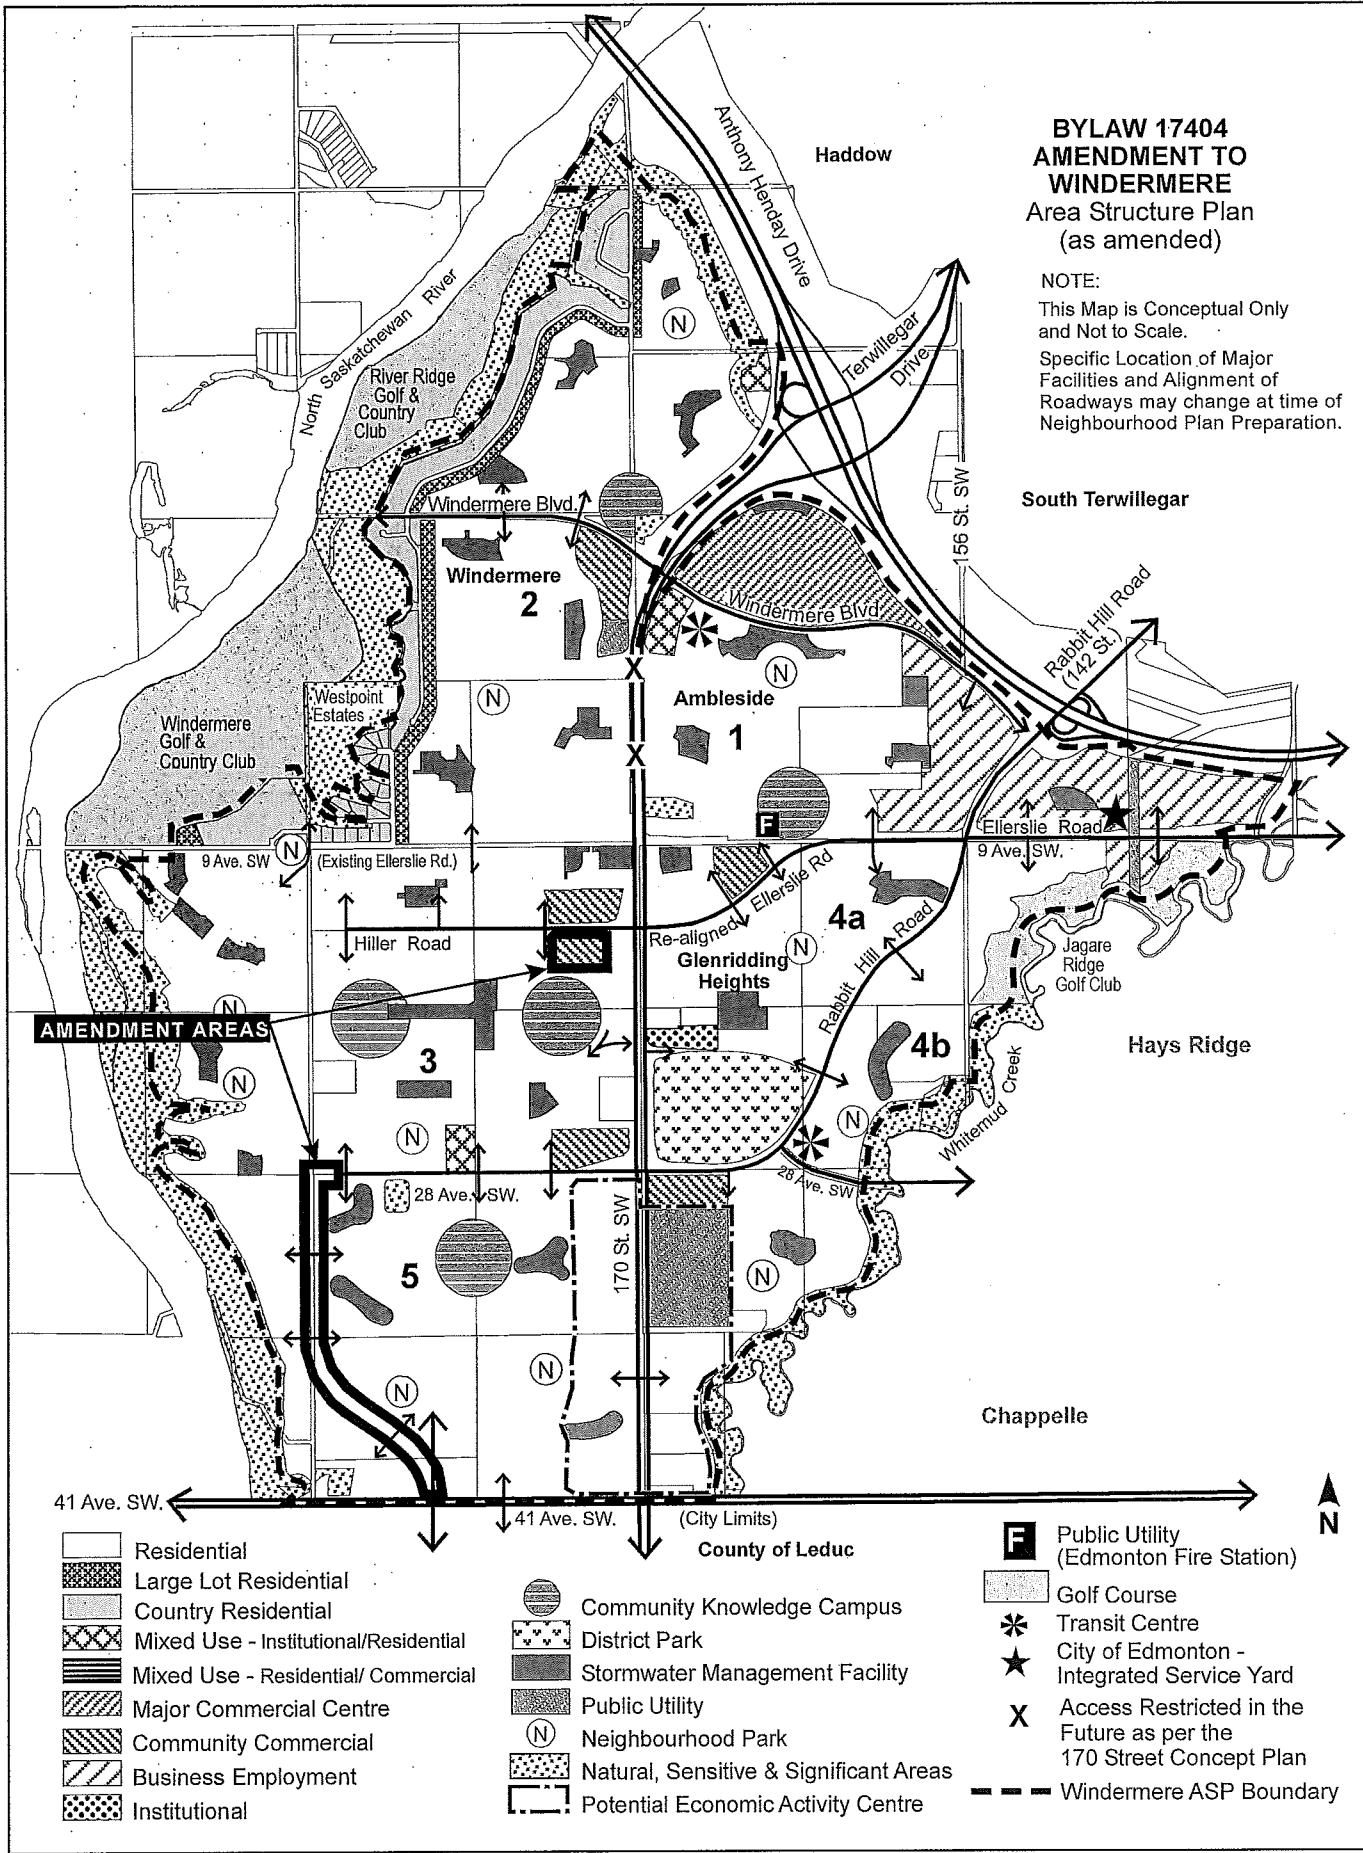 BYLAW 17404
AMENDMENT TO
WINDERMERE
Area Structure Plan
(as amended)
NOTE:
This Map is Conceptual Only
and Not to Scale.
Specific Location of Major
Facilities and Alignment of
Roadways may change at time of
Neighbourhood Plan Preparation.
Haddow
Anthony Henday Drive
North Saskatchewan River
Terwillegar
Drive
N
River Ridge
Golf &
Country
Club
156 St. SW
South Terwillegar
Windermere Blvd.
Windermere
2
Windermere Blvd
Rabbit Hill Road
(142 St.)
X
N
N
Westpoint
Estates
Ambleside
1
Windermere
Golf &
Country Club
X
F
Ellerslie Road
9 Ave. SW
N
(Existing Ellerslie Rd.)
9 Ave. SW.
Re-aligned Ellerslie Rd
Hiller Road
4a
N
Glenridding
Heights
Rabbit Hill Road
Jagare
Ridge
Golf Club
N
AMENDMENT AREAS
3
4b
Hays Ridge
N
Whitemud Creek
N
N
28 Ave. SW
28 Ave. SW.
170 St. SW
5
N
N
N
Chappelle
41 Ave. SW.
41 Ave. SW.
(City Limits)
County of Leduc
N
Residential
Large Lot Residential
Country Residential
Mixed Use - Institutional/Residential
Mixed Use - Residential/ Commercial
Major Commercial Centre
Community Commercial
Business Employment
Institutional
Community Knowledge Campus
District Park
Stormwater Management Facility
Public Utility
N Neighbourhood Park
Natural, Sensitive & Significant Areas
Potential Economic Activity Centre
F Public Utility
(Edmonton Fire Station)
Golf Course
Transit Centre
City of Edmonton -
Integrated Service Yard
X Access Restricted in the
Future as per the
170 Street Concept Plan
Windermere ASP Boundary